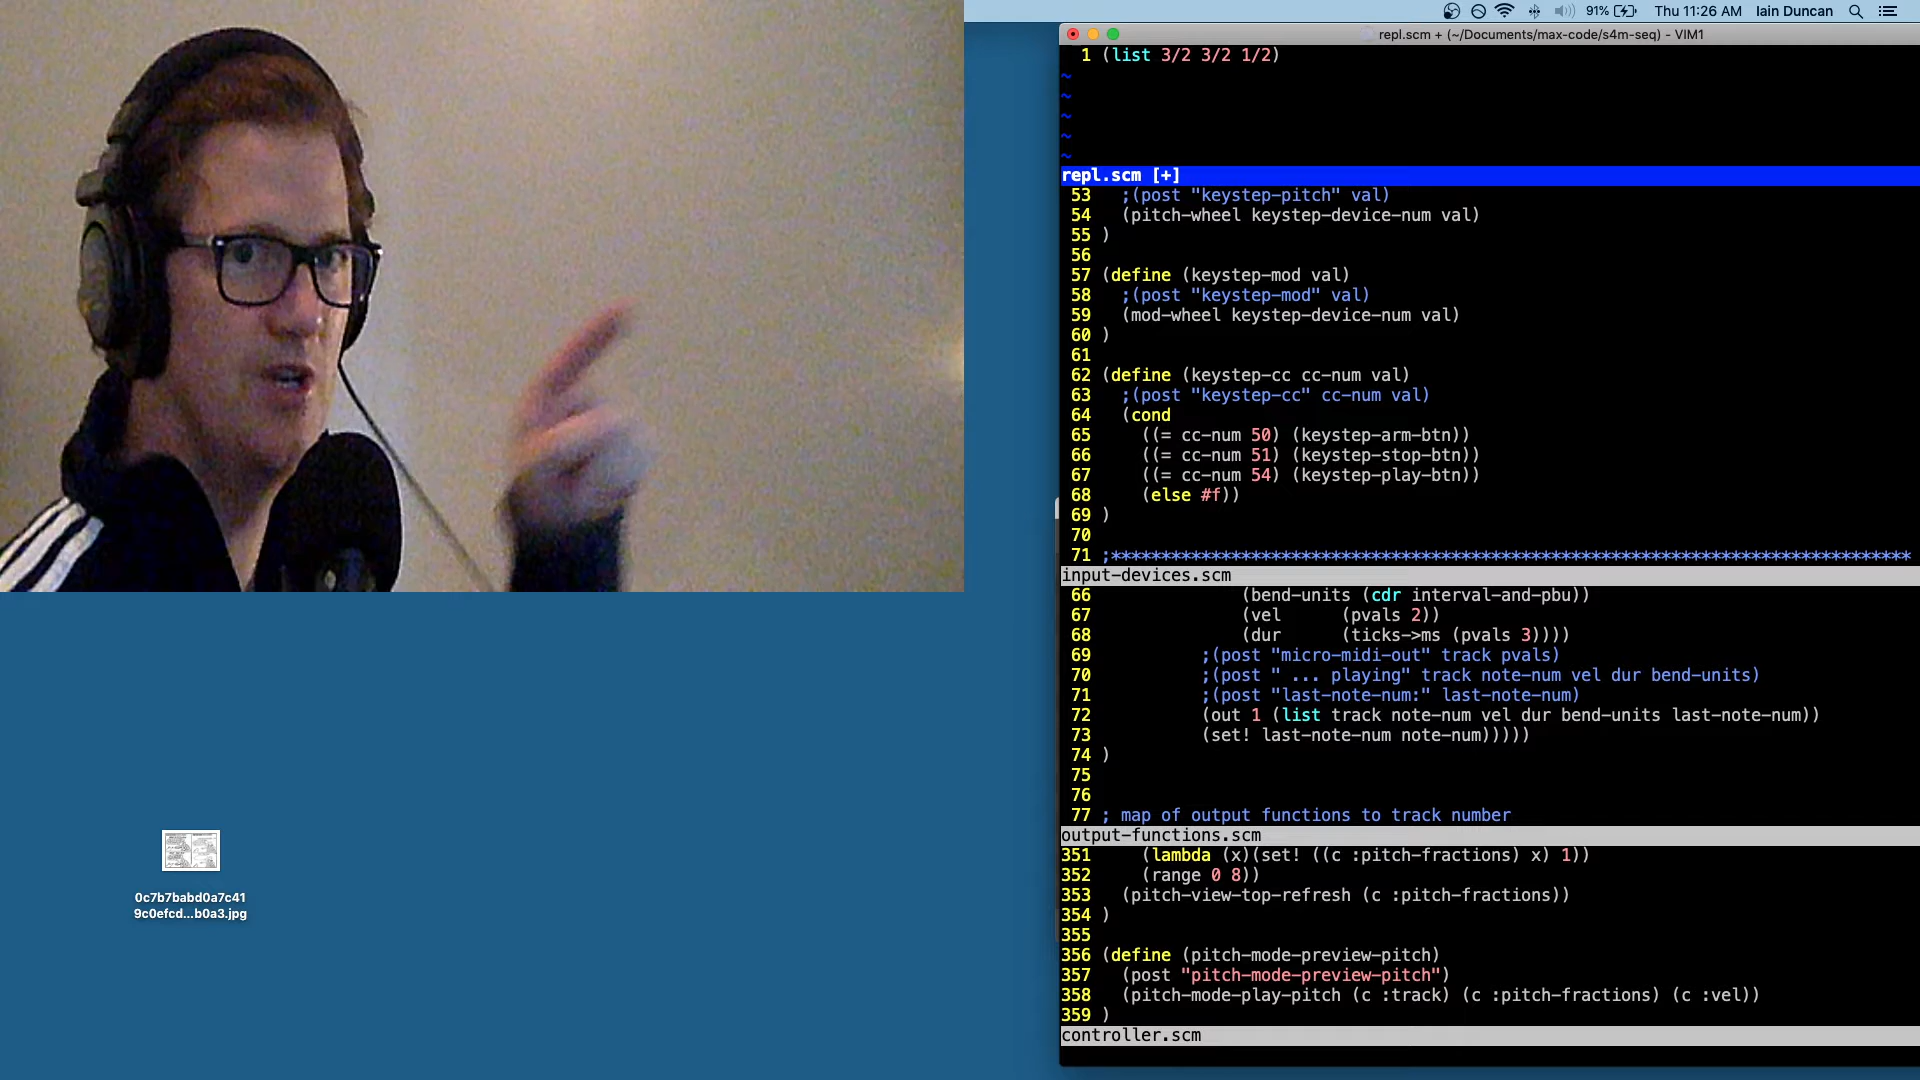 91% Thu 11:26 AM Iain Duncan
repl.scm + (~/Documents/max-code/s4m-seq) - VIM1
1 (list 3/2 3/2 1/2)
~
~
~
~
~
repl.scm [+]
53 ;(post "keystep-pitch" val)
54 (pitch-wheel keystep-device-num val)
55 )
56
57 (define (keystep-mod val)
58 ;(post "keystep-mod" val)
59 (mod-wheel keystep-device-num val)
60 )
61
62 (define (keystep-cc cc-num val)
63 ;(post "keystep-cc" cc-num val)
64 (cond
65 ((= cc-num 50) (keystep-arm-btn))
66 ((= cc-num 51) (keystep-stop-btn))
67 ((= cc-num 54) (keystep-play-btn))
68 (else #f))
69 )
70
71 ;********************************************************************************
input-devices.scm
66 (bend-units (cdr interval-and-pbu))
67 (vel (pvals 2))
68 (dur (ticks->ms (pvals 3))))
69 ;(post "micro-midi-out" track pvals)
70 ;(post " ... playing" track note-num vel dur bend-units)
71 ;(post "last-note-num:" last-note-num)
72 (out 1 (list track note-num vel dur bend-units last-note-num))
73 (set! last-note-num note-num)))))
74 )
75
76
77 ; map of output functions to track number
output-functions.scm
351 (lambda (x)(set! ((c :pitch-fractions) x) 1))
352 (range 0 8))
353 (pitch-view-top-refresh (c :pitch-fractions))
354 )
355
356 (define (pitch-mode-preview-pitch)
357 (post "pitch-mode-preview-pitch")
358 (pitch-mode-play-pitch (c :track) (c :pitch-fractions) (c :vel))
359 )
controller.scm
0c7b7babd0a7c41
9c0efcd...b0a3.jpg